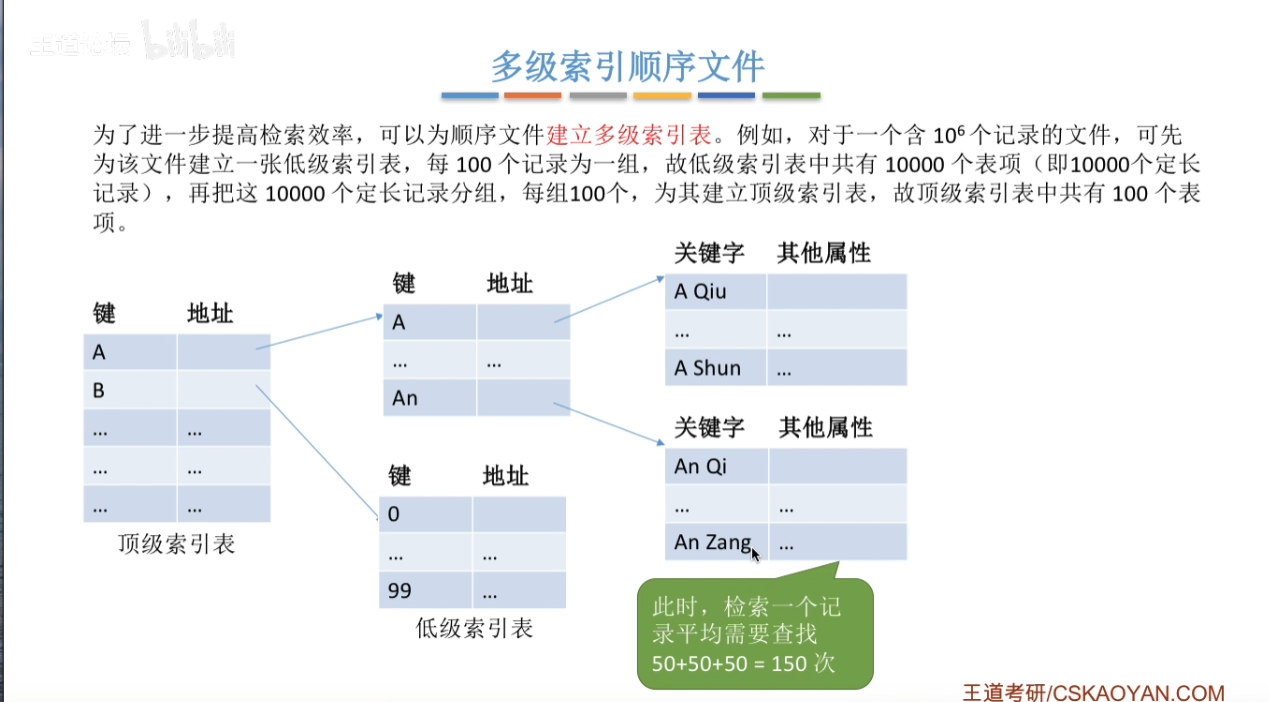 王道论坛 bilibili
多级索引顺序文件
为了进一步提高检索效率，可以为顺序文件建立多级索引表。例如，对于一个含 10⁶ 个记录的文件，可先
为该文件建立一张低级索引表，每 100 个记录为一组，故低级索引表中共有 10000 个表项（即10000个定长
记录），再把这 10000 个定长记录分组，每组100个，为其建立顶级索引表，故顶级索引表中共有 100 个表
项。
键 地址
A
B
... ...
... ...
... ...
顶级索引表
键 地址
A
... ...
An
键 地址
0
... ...
99 ...
低级索引表
关键字 其他属性
A Qiu
... ...
A Shun ...
关键字 其他属性
An Qi
... ...
An Zang ...
此时，检索一个记
录平均需要查找
50+50+50 = 150 次
王道考研/CSKAOYAN.COM